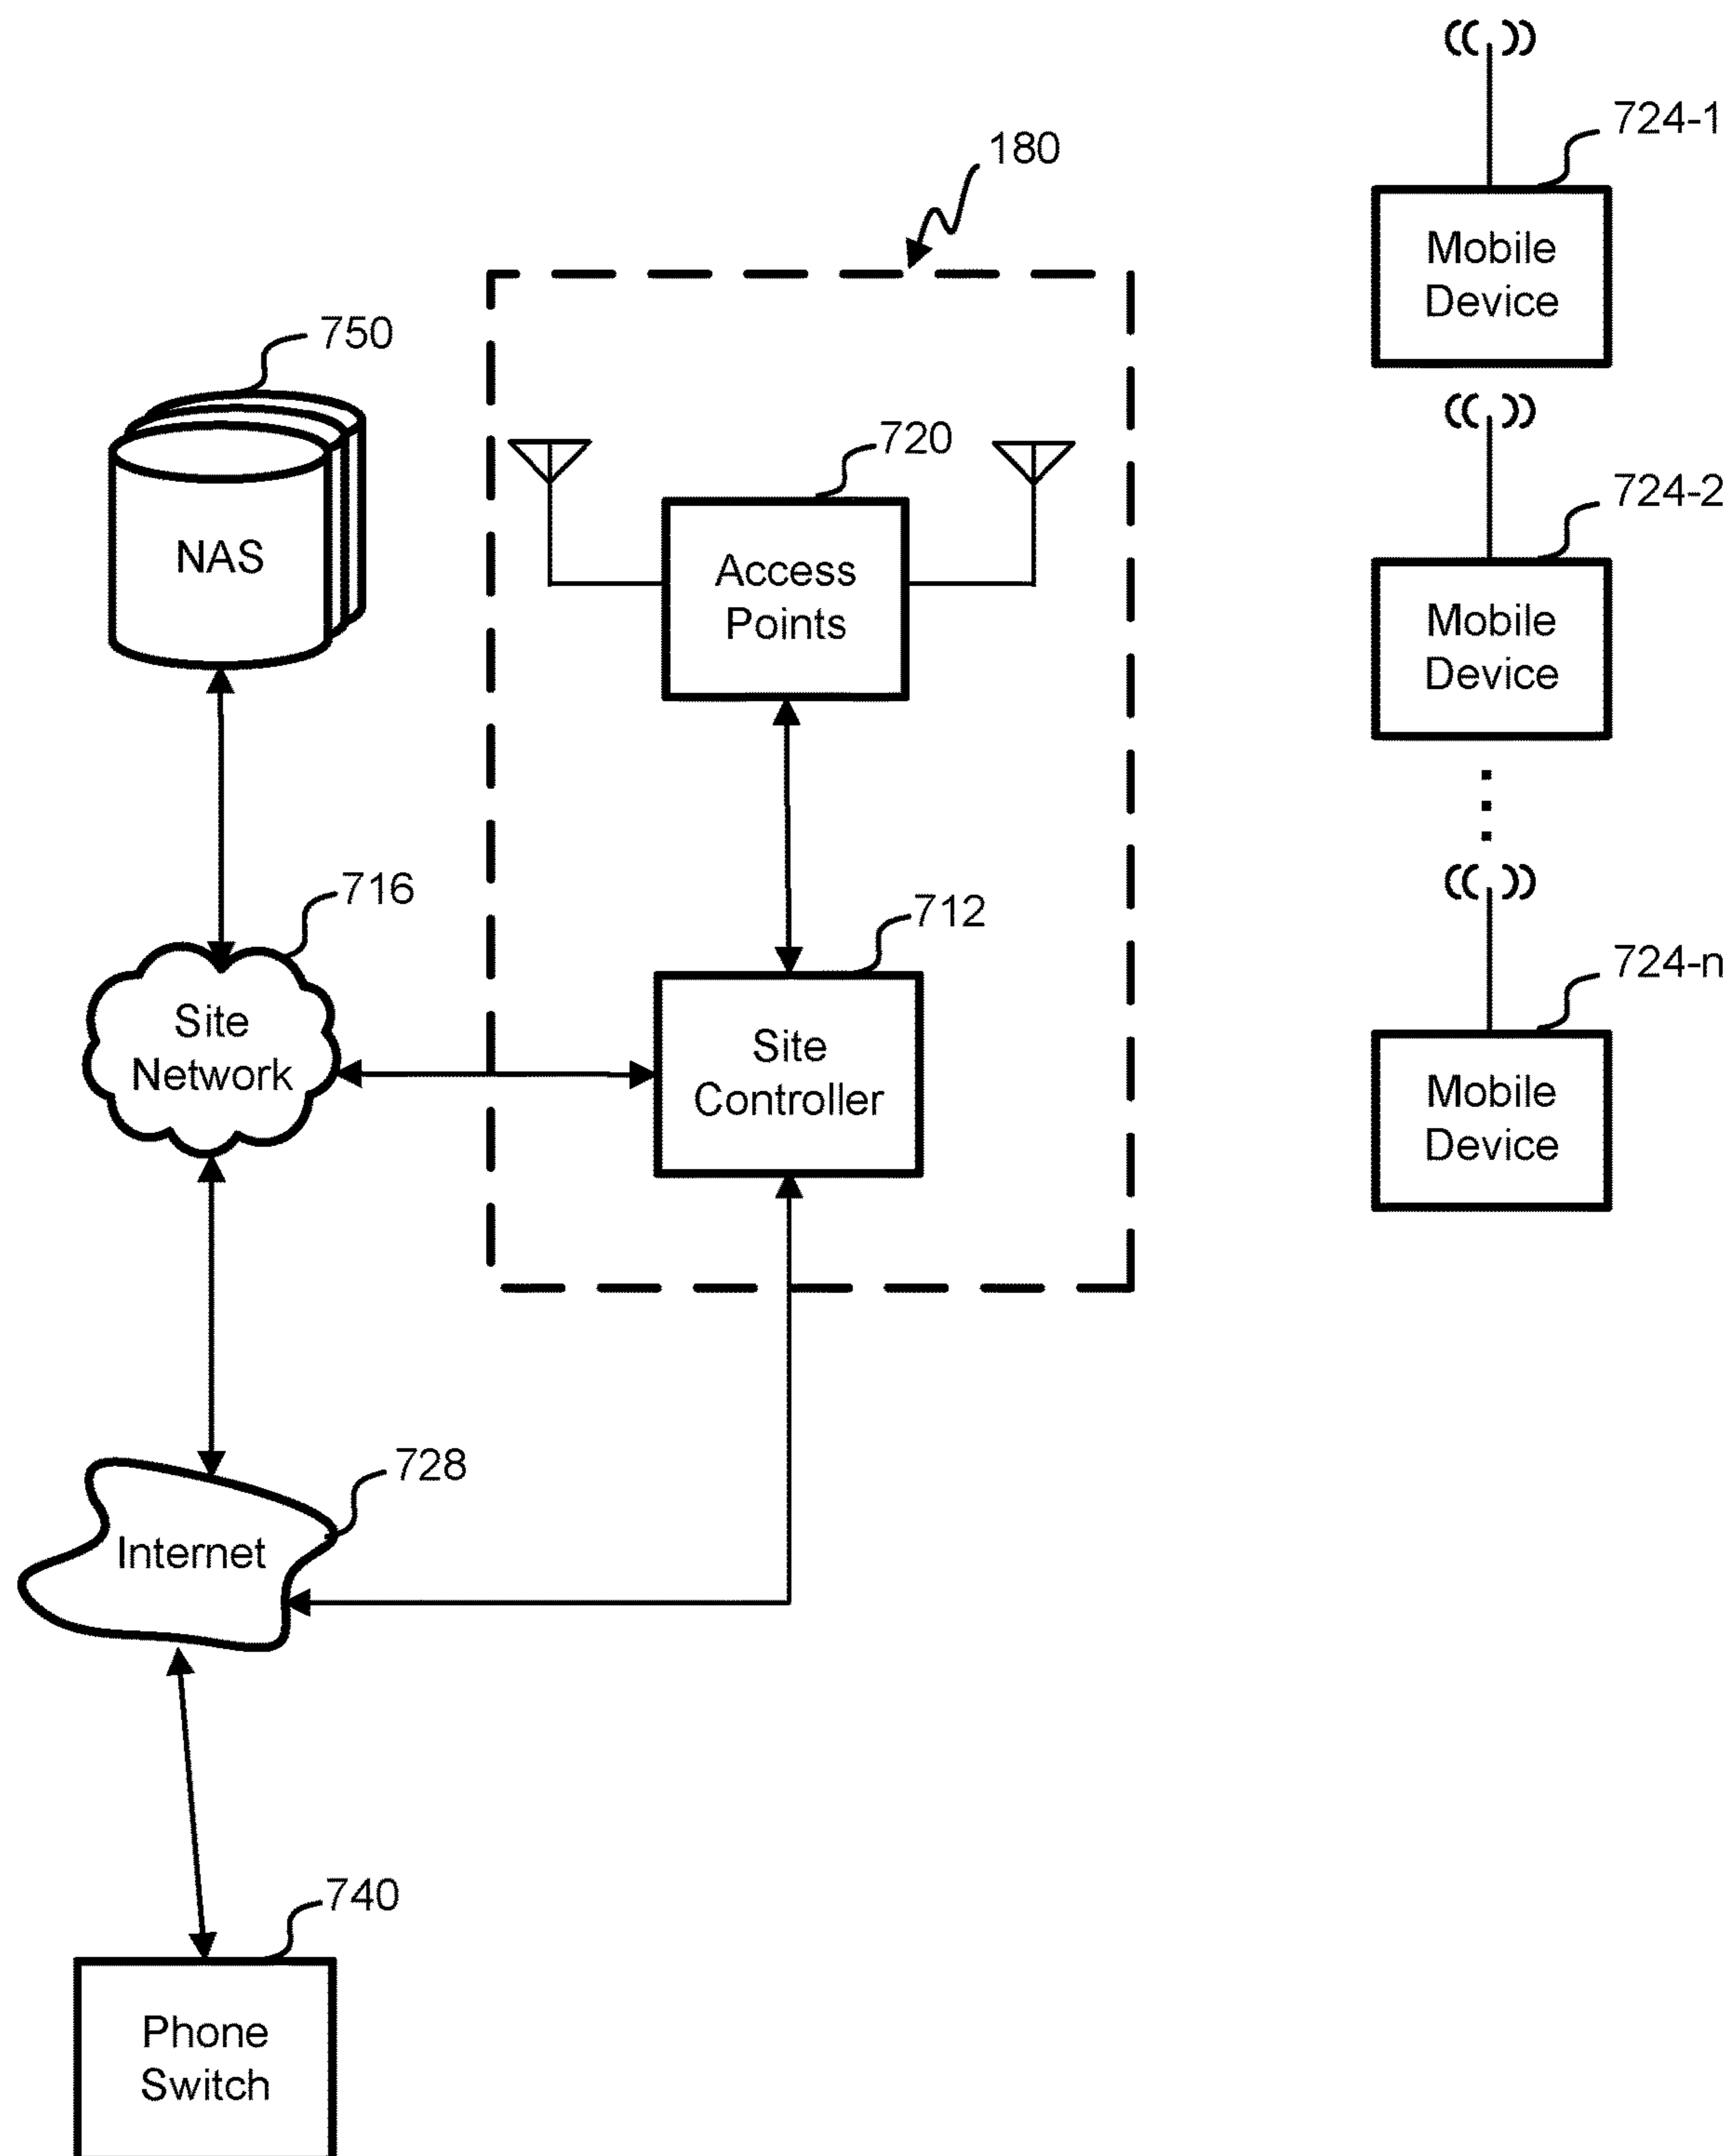 724-1
180
Mobile
Device
750
720
724-2
NAS
Access
Points
Mobile
Device
716
712
724-n
Site
Network
Site
Controller
Mobile
Device
728
Internet
740
Phone
Switch